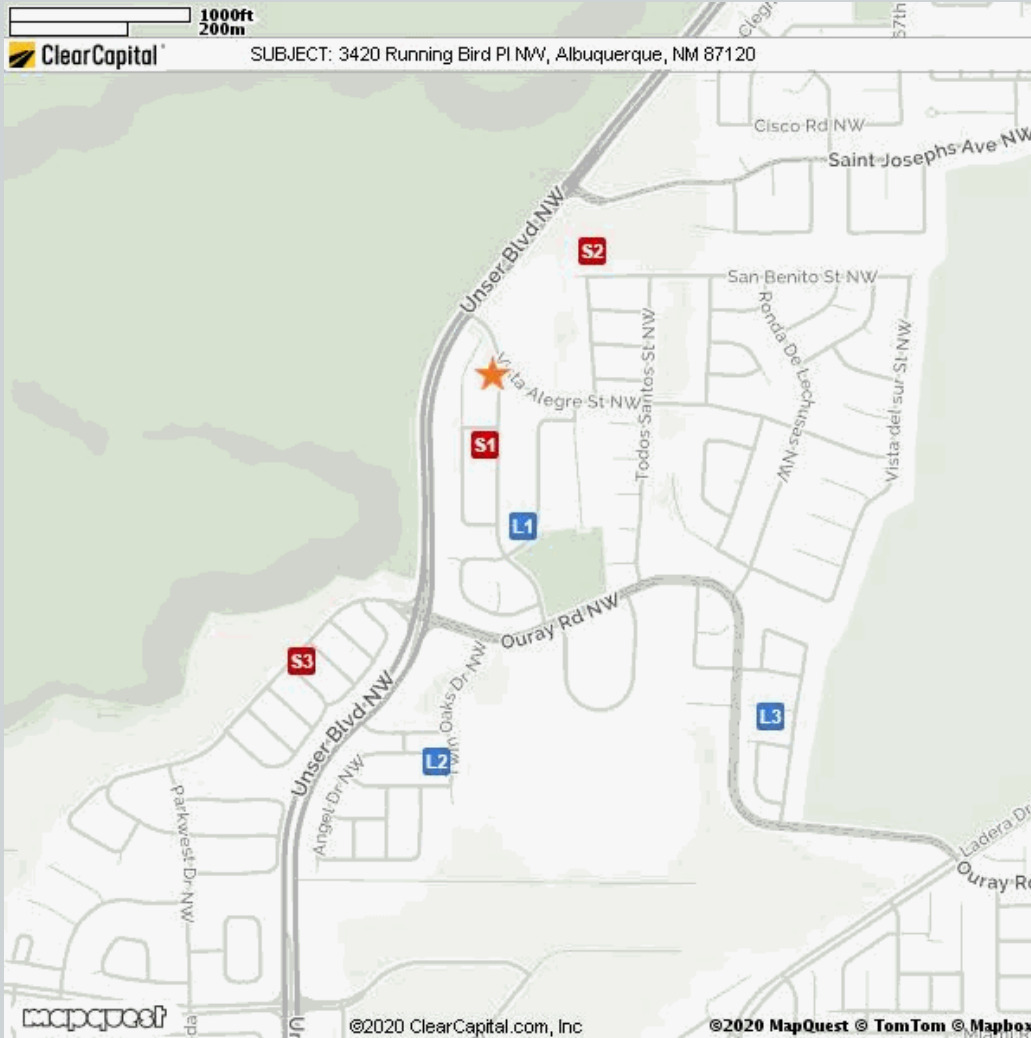 1000ft
200m
ClearCapital
SUBJECT: 3420 Running Bird Pl NW, Albuquerque, NM 87120
Cisco Rd NW
Saint Josephs Ave NW
Unser Blvd NW
S2
San Benito St NW
Ronda De Lechusas NW
Todos Santos St NW
Vista del sur St NW
Vista Alegre St NW
S1
L1
Ouray Rd NW
S3
Twin Oaks Dr NW
L3
Unser Blvd NW
L2
Angel Dr NW
Parkwest Dr NW
Ladera Dr
Ouray Rd
mapquest
©2020 ClearCapital.com, Inc
©2020 MapQuest © TomTom © Mapbox